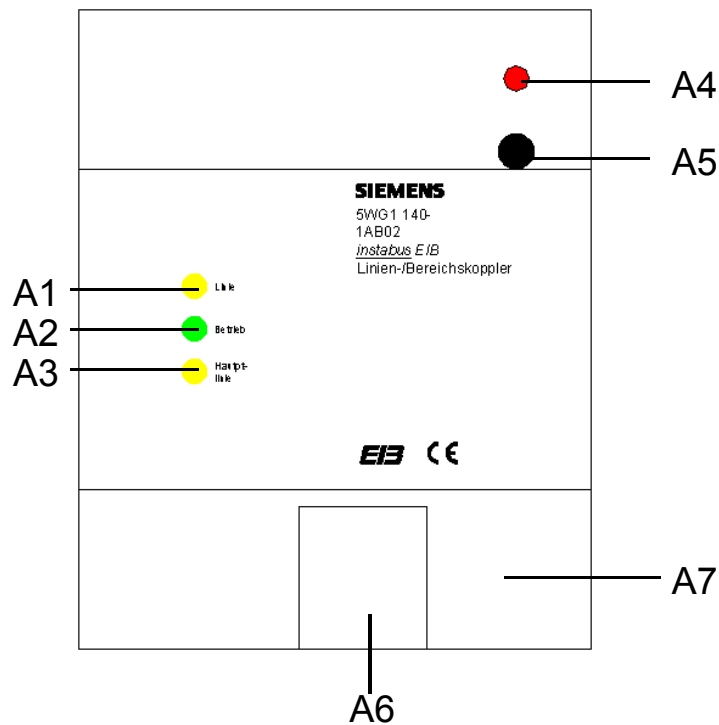 A4
A5
SIEMENS
5WG1 140-
1AB02
instabus EIB
Linien-/Bereichskoppler
A1
Linie
A2
Betrieb
A3
Haupt-
linie
EIB CE
A7
A6